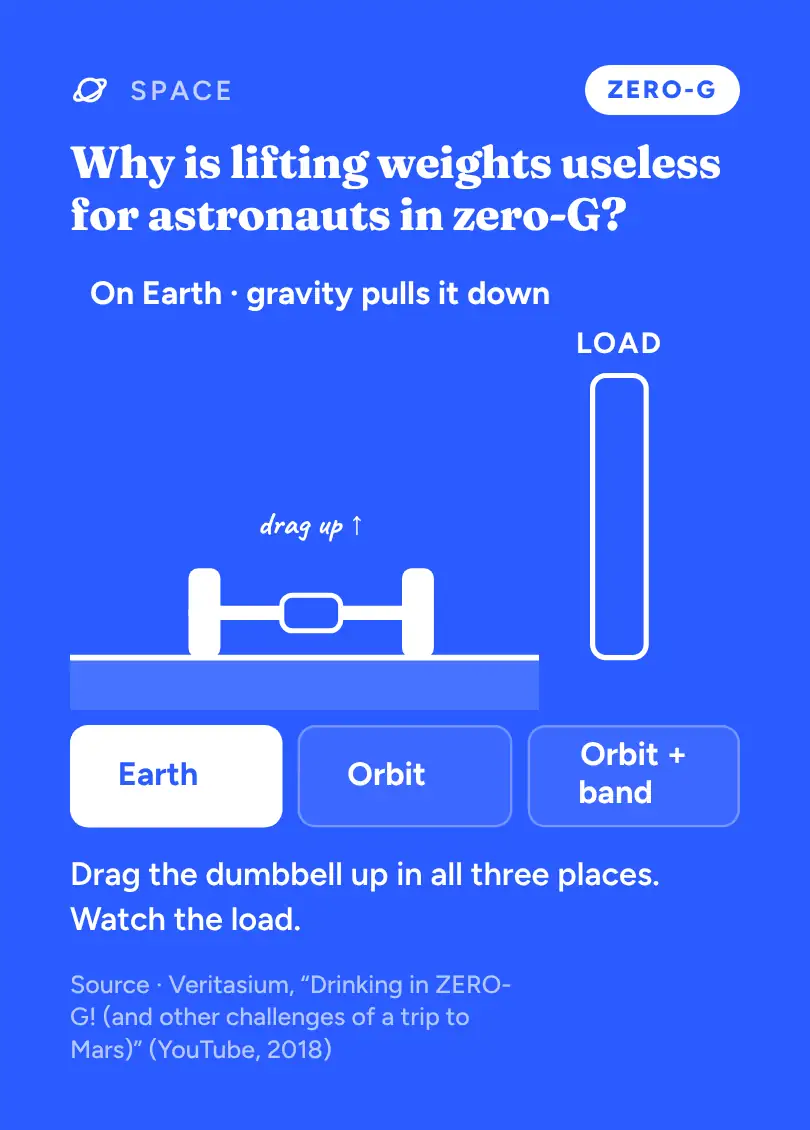 SPACE
ZERO-G
Why is lifting weights useless
for astronauts in zero-G?
On Earth · gravity pulls it down
LOAD
drag up ↑
Earth
Orbit
Orbit +
band
Drag the dumbbell up in all three places.
Watch the load.
Source · Veritasium, “Drinking in ZERO-
G! (and other challenges of a trip to
Mars)” (YouTube, 2018)